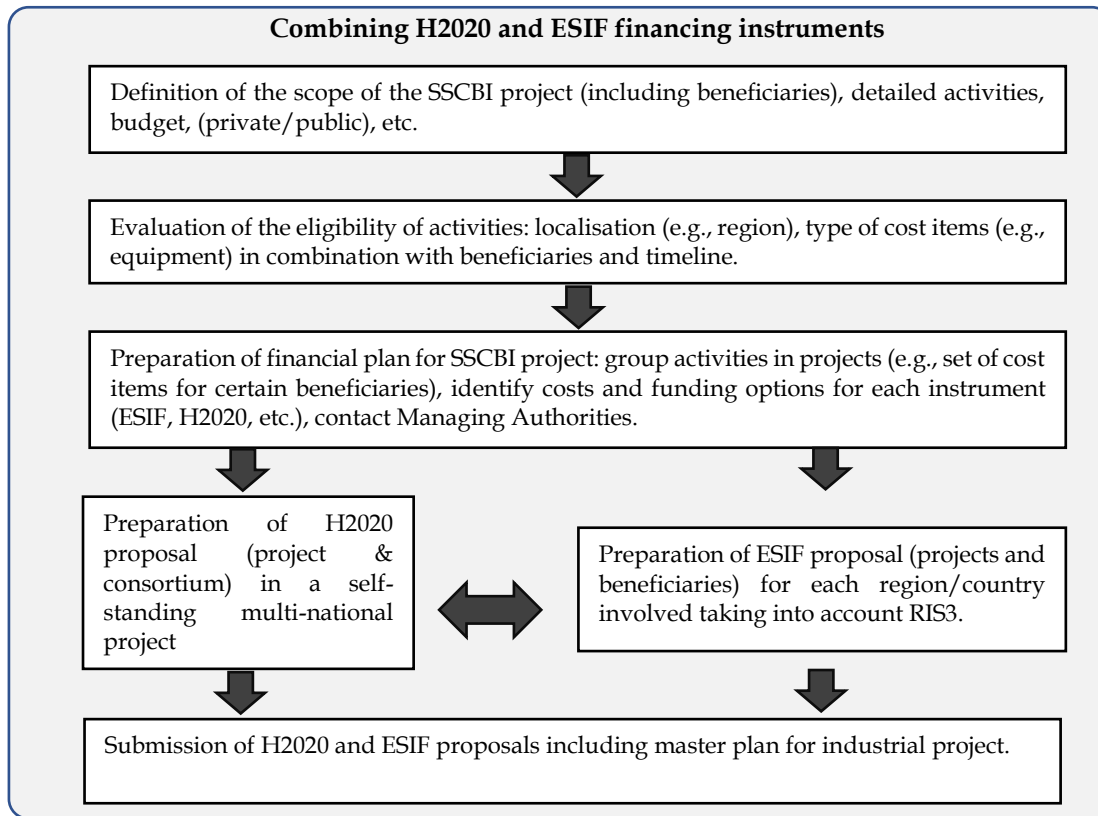 Combining H2020 and ESIF financing instruments
Definition of the scope of the SSCBI project (including beneficiaries), detailed activities,
budget, (private/public), etc.
Evaluation of the eligibility of activities: localisation (e.g., region), type of cost items (e.g.,
equipment) in combination with beneficiaries and timeline.
Preparation of financial plan for SSCBI project: group activities in projects (e.g., set of cost
items for certain beneficiaries), identify costs and funding options for each instrument
(ESIF, H2020, etc.), contact Managing Authorities.
Preparation of H2020
proposal (project &
consortium) in a self-
standing multi-national
project
Preparation of ESIF proposal (projects and
beneficiaries) for each region/country
involved taking into account RIS3.
Submission of H2020 and ESIF proposals including master plan for industrial project.